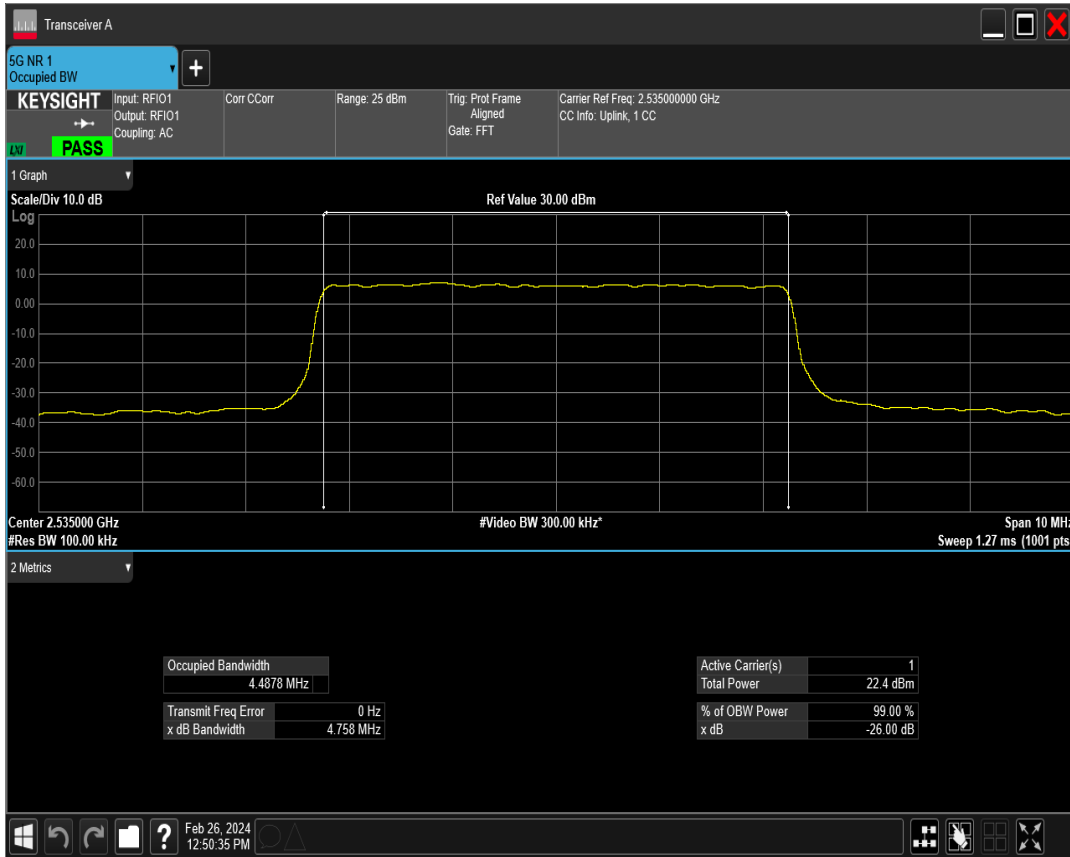 Transceiver A
5G NR 1
Occupied BW
KEYSIGHT
LXI
PASS
Input: RFIO1
Output: RFIO1
Coupling: AC
Corr CCorr
Range: 25 dBm
Trig: Prot Frame
Aligned
Gate: FFT
Carrier Ref Freq: 2.535000000 GHz
CC Info: Uplink, 1 CC
1 Graph
Scale/Div 10.0 dB
Ref Value 30.00 dBm
Log
20.0
10.0
0.00
-10.0
-20.0
-30.0
-40.0
-50.0
-60.0
Center 2.535000 GHz
#Video BW 300.00 kHz*
Span 10 MHz
#Res BW 100.00 kHz
Sweep 1.27 ms (1001 pts
2 Metrics
Occupied Bandwidth
4.4878 MHz
Transmit Freq Error 0 Hz
x dB Bandwidth 4.758 MHz
Active Carrier(s) 1
Total Power 22.4 dBm
% of OBW Power 99.00 %
x dB -26.00 dB
Feb 26, 2024
12:50:35 PM